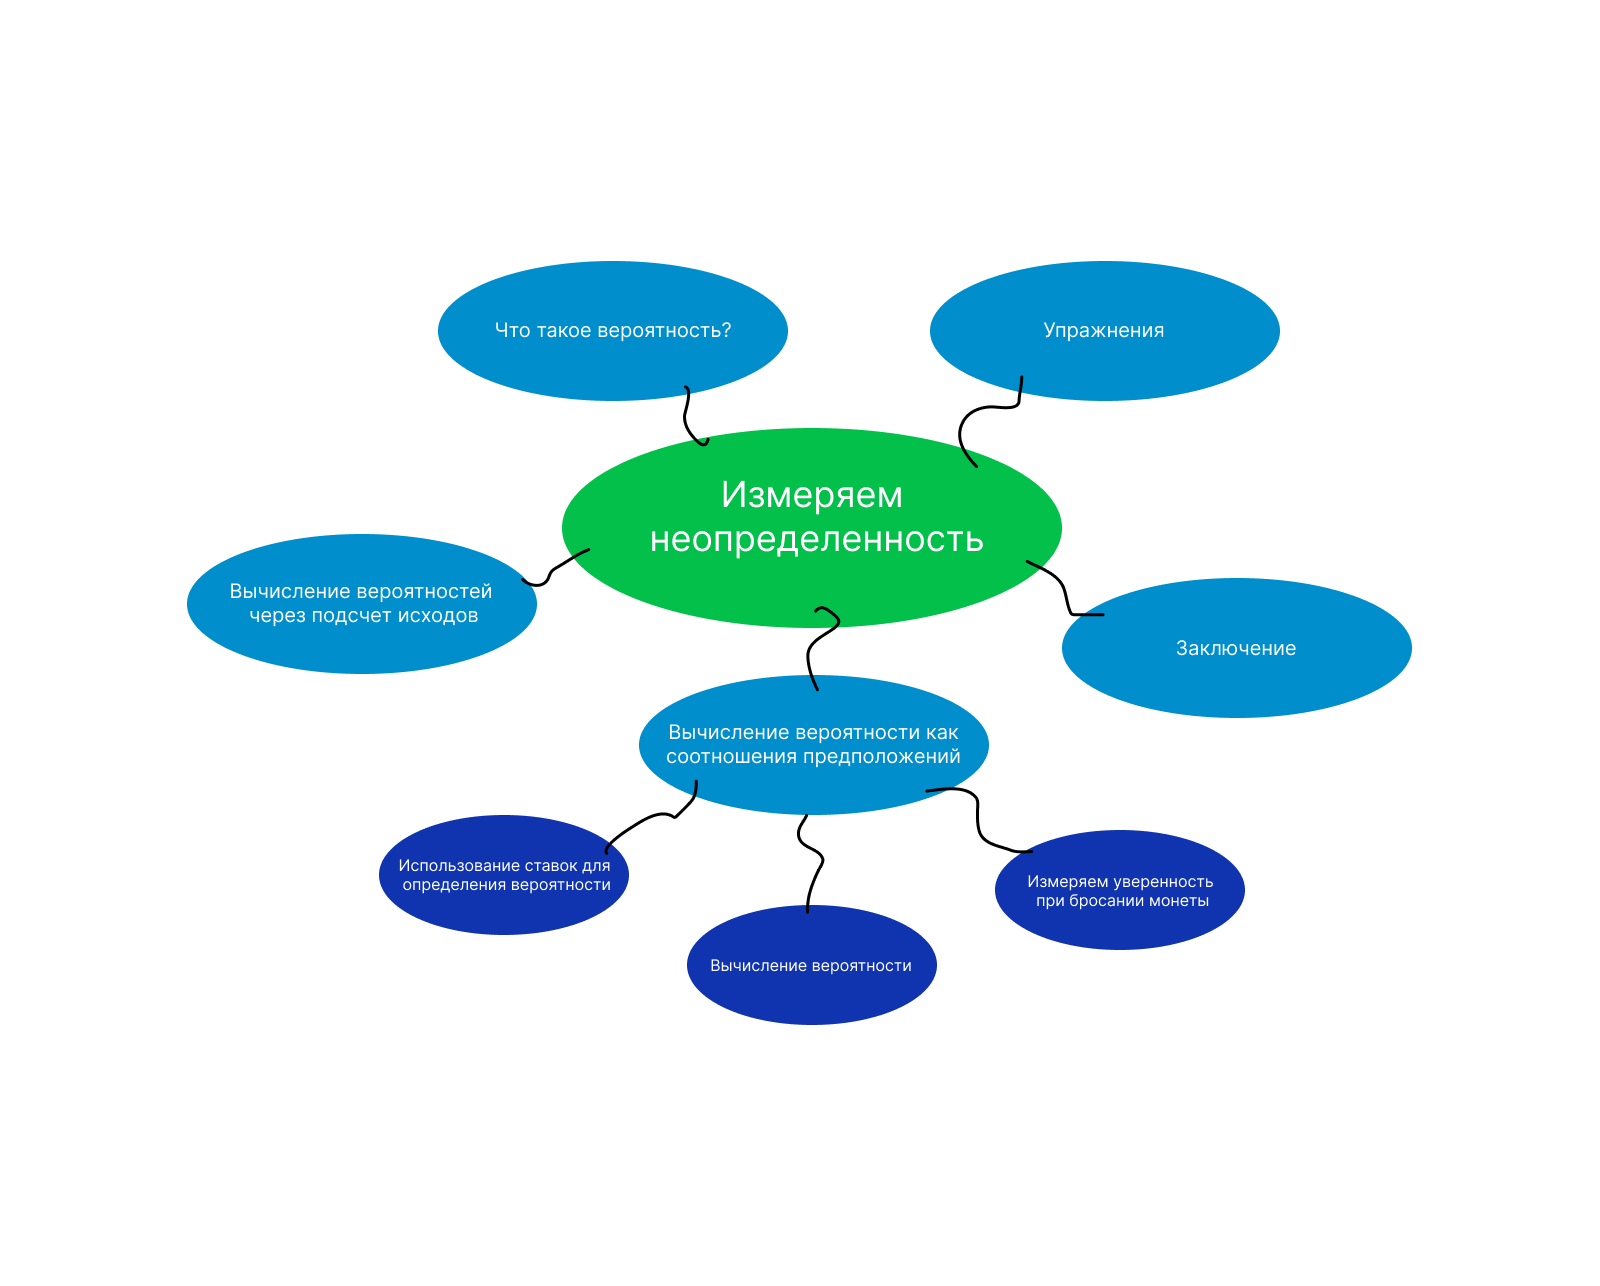 Что такое вероятность?
Упражнения
Измеряем
неопределенность
Вычисление вероятностей
через подсчет исходов
Заключение
Вычисление вероятности как
соотношения предположений
Использование ставок для
определения вероятности
Измеряем уверенность
при бросании монеты
Вычисление вероятности